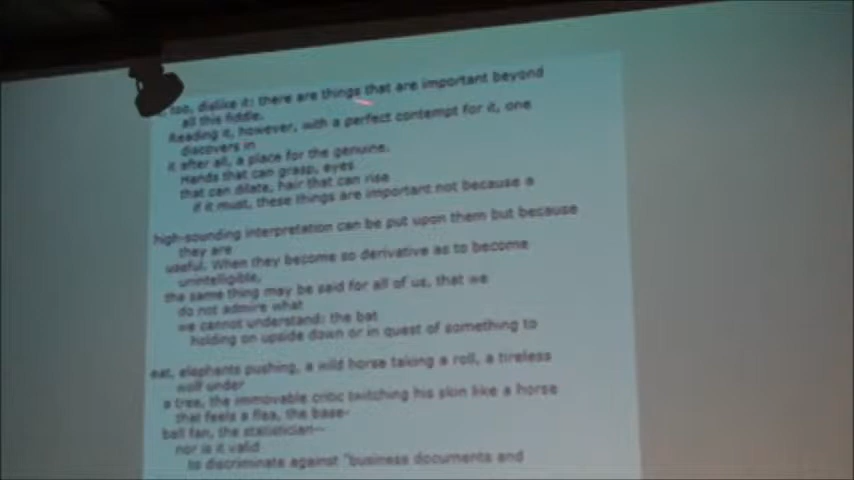 too, dislike it: there are things that are important beyond
all this fiddle.
Reading it, however, with a perfect contempt for it, one
discovers in
it after all, a place for the genuine.
Hands that can grasp, eyes
that can dilate, hair that can rise
if it must, these things are important not because a
high-sounding interpretation can be put upon them but because
they are
useful. When they become so derivative as to become
unintelligible,
the same thing may be said for all of us, that we
do not admire what
we cannot understand: the bat
holding on upside down or in quest of something to
eat, elephants pushing, a wild horse taking a roll, a tireless
wolf under
a tree, the immovable critic twitching his skin like a horse
that feels a flea, the base-
ball fan, the statistician--
nor is it valid
to discriminate against "business documents and